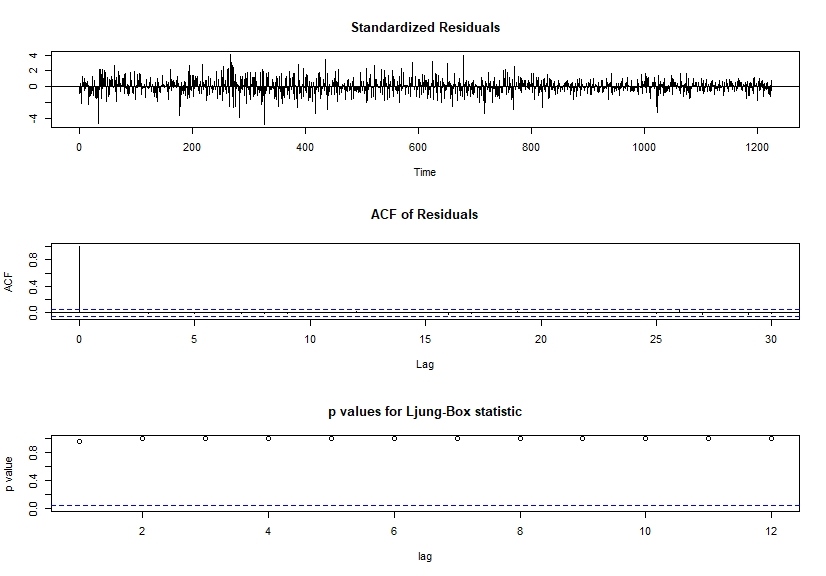 Standardized Residuals
4
2
0
-4
0 200 400 600 800 1000 1200
Time
ACF of Residuals
ACF
0.8
0.4
0.0
0 5 10 15 20 25 30
Lag
p values for Ljung-Box statistic
p value
0.8
0.4
0.0
2 4 6 8 10 12
lag